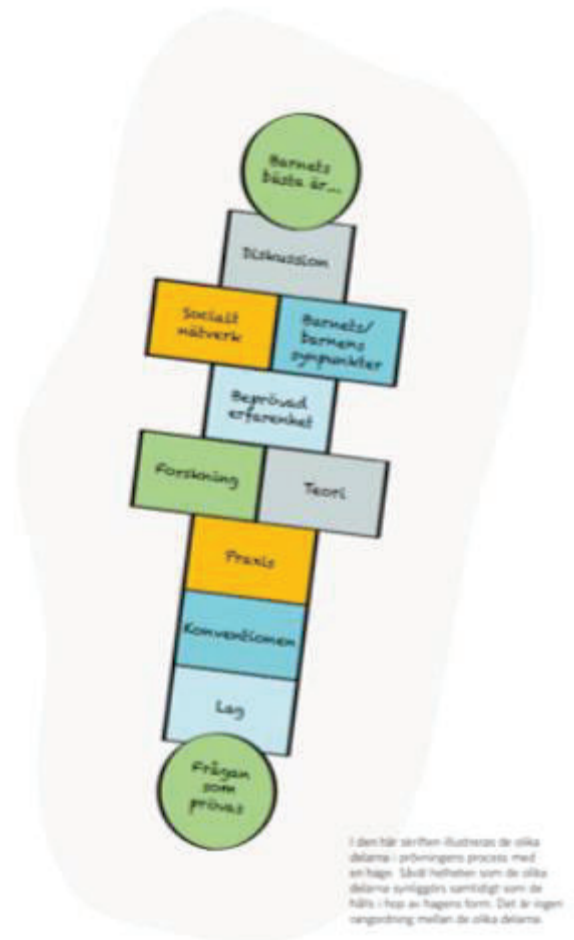 Barnets
bästa är...
Diskussion
Socialt
nätverk
Barnets/
barnens
synpunkter
Beprövad
erfarenhet
Forskning
Teori
Praxis
Konventionen
Lag
Frågan
som
prövas
I den här skriften illustreras de olika
delarna i prövningens process med
en hage. Såväl helheten som de olika
delarna synliggörs samtidigt som de
hålls i hop av hagens form. Det är ingen
rangordning mellan de olika delarna.